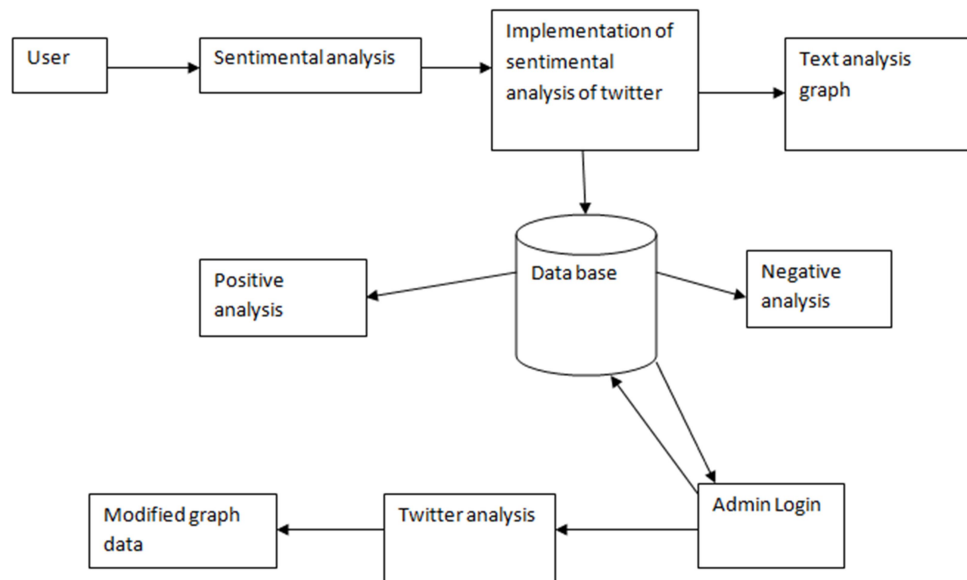 User
Sentimental analysis
Implementation of
sentimental
analysis of twitter
Text analysis
graph
Positive
analysis
Data base
Negative
analysis
Modified graph
data
Twitter analysis
Admin Login